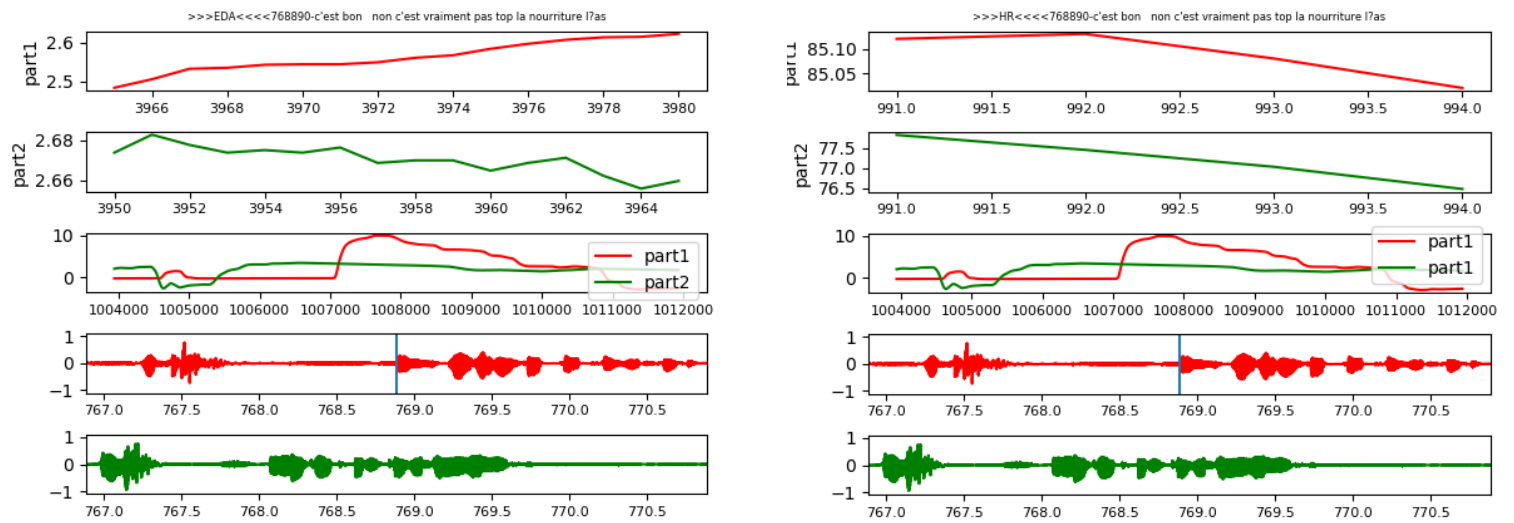 >>>EDA<<<<768890-c'est bon   non c'est vraiment pas top la nourriture l?as
part1
2.6
2.5
3966 3968 3970 3972 3974 3976 3978 3980
part2
2.68
2.66
3950 3952 3954 3956 3958 3960 3962 3964
10
0
part1
part2
1004000 1005000 1006000 1007000 1008000 1009000 1010000 1011000 1012000
1
0
−1
767.0 767.5 768.0 768.5 769.0 769.5 770.0 770.5
1
0
−1
767.0 767.5 768.0 768.5 769.0 769.5 770.0 770.5
>>>HR<<<<768890-c'est bon   non c'est vraiment pas top la nourriture l?as
part1
85.10
85.05
991.0 991.5 992.0 992.5 993.0 993.5 994.0
part2
77.5
77.0
76.5
991.0 991.5 992.0 992.5 993.0 993.5 994.0
10
0
part1
part1
1004000 1005000 1006000 1007000 1008000 1009000 1010000 1011000 1012000
1
0
−1
767.0 767.5 768.0 768.5 769.0 769.5 770.0 770.5
1
0
−1
767.0 767.5 768.0 768.5 769.0 769.5 770.0 770.5